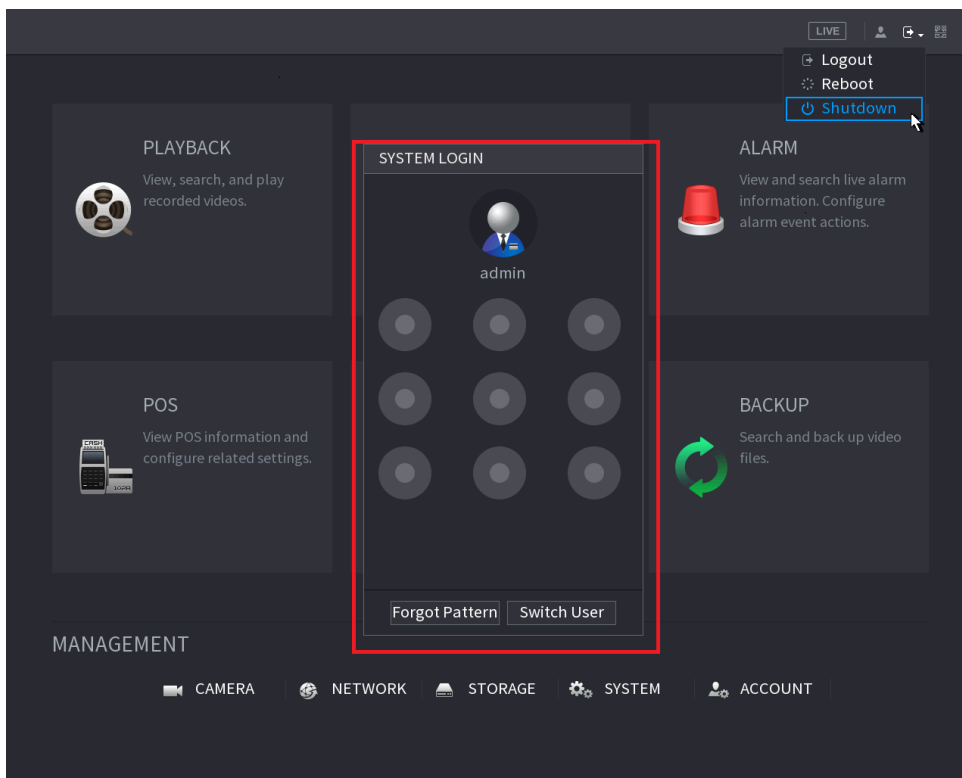 LIVE
Logout
Reboot
Shutdown
PLAYBACK
View, search, and play
recorded videos.
SYSTEM LOGIN
admin
Forgot Pattern
Switch User
ALARM
View and search live alarm
information. Configure
alarm event actions.
POS
View POS information and
configure related settings.
BACKUP
Search and back up video
files.
MANAGEMENT
CAMERA
NETWORK
STORAGE
SYSTEM
ACCOUNT